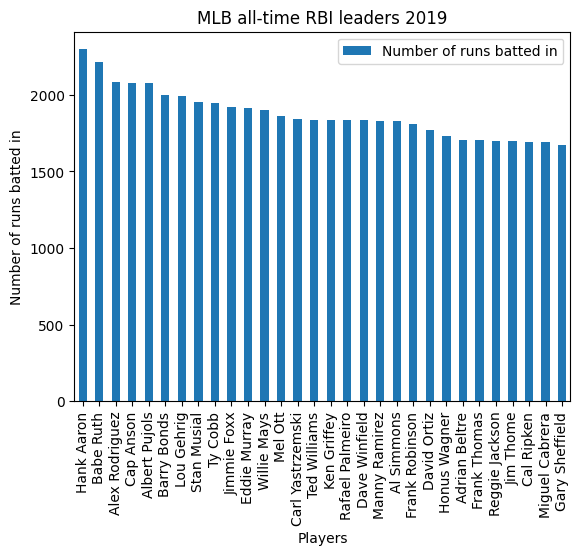 MLB all-time RBI leaders 2019
Number of runs batted in
Number of runs batted in
2000
1500
1000
500
0
Hank Aaron
Babe Ruth
Alex Rodriguez
Cap Anson
Albert Pujols
Barry Bonds
Lou Gehrig
Stan Musial
Ty Cobb
Jimmie Foxx
Eddie Murray
Willie Mays
Mel Ott
Carl Yastrzemski
Ted Williams
Ken Griffey
Rafael Palmeiro
Dave Winfield
Manny Ramirez
Al Simmons
Frank Robinson
David Ortiz
Honus Wagner
Adrian Beltre
Frank Thomas
Reggie Jackson
Jim Thome
Cal Ripken
Miguel Cabrera
Gary Sheffield
Players